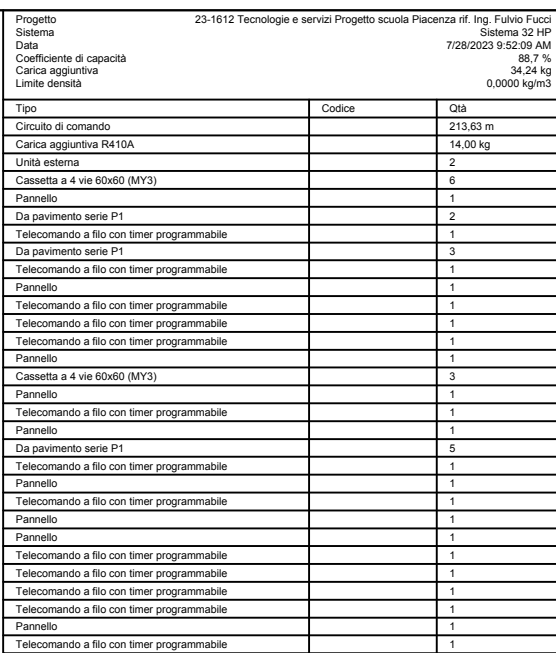 Progetto 23-1612 Tecnologie e servizi Progetto scuola Piacenza rif. Ing. Fulvio Fucci
Sistema Sistema 32 HP
Data 7/28/2023 9:52:09 AM
Coefficiente di capacità 88,7 %
Carica aggiuntiva 34,24 kg
Limite densità 0,0000 kg/m3
Tipo Codice Qtà
Circuito di comando 213,63 m
Carica aggiuntiva R410A 14,00 kg
Unità esterna 2
Cassetta a 4 vie 60x60 (MY3) 6
Pannello 1
Da pavimento serie P1 2
Telecomando a filo con timer programmabile 1
Da pavimento serie P1 3
Telecomando a filo con timer programmabile 1
Pannello 1
Telecomando a filo con timer programmabile 1
Telecomando a filo con timer programmabile 1
Telecomando a filo con timer programmabile 1
Pannello 1
Cassetta a 4 vie 60x60 (MY3) 3
Pannello 1
Telecomando a filo con timer programmabile 1
Pannello 1
Da pavimento serie P1 5
Telecomando a filo con timer programmabile 1
Pannello 1
Telecomando a filo con timer programmabile 1
Pannello 1
Pannello 1
Telecomando a filo con timer programmabile 1
Telecomando a filo con timer programmabile 1
Telecomando a filo con timer programmabile 1
Telecomando a filo con timer programmabile 1
Pannello 1
Telecomando a filo con timer programmabile 1